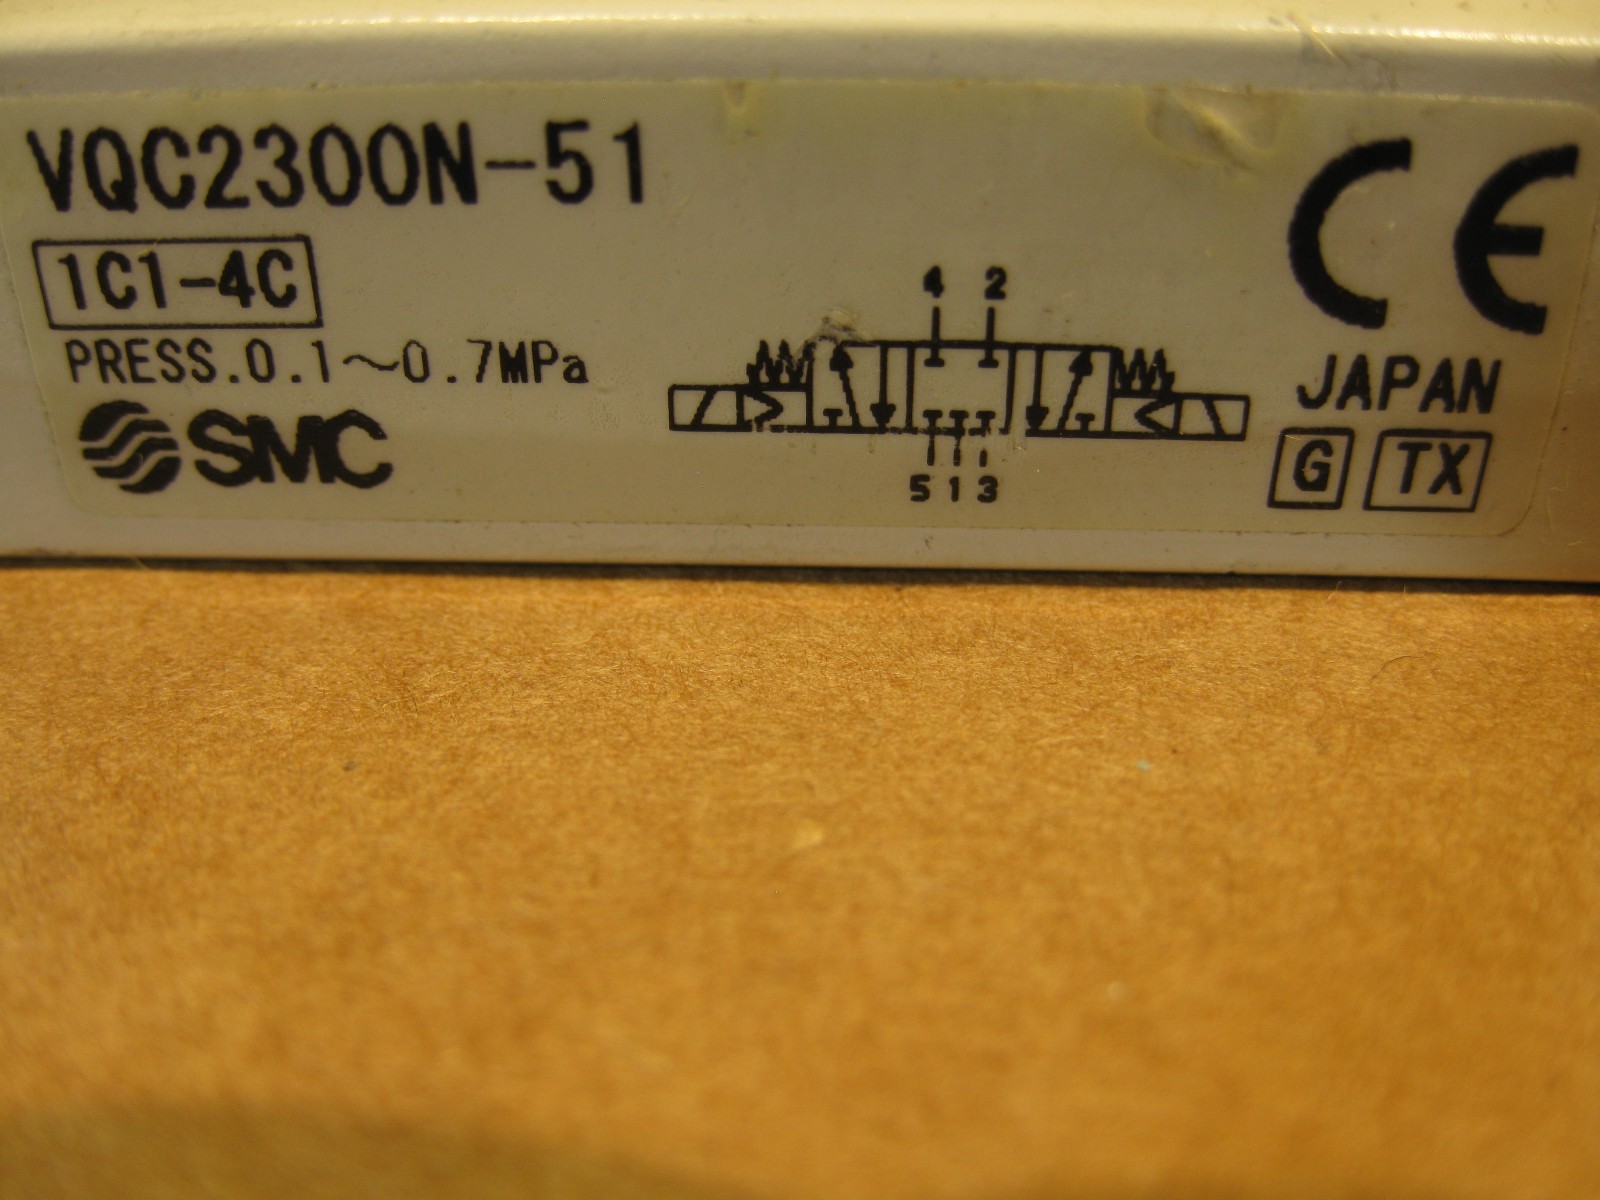 VQC2300N-51
1C1-4C
PRESS.0.1～0.7MPa
SMC
4 2
5 1 3
CE
JAPAN
G TX